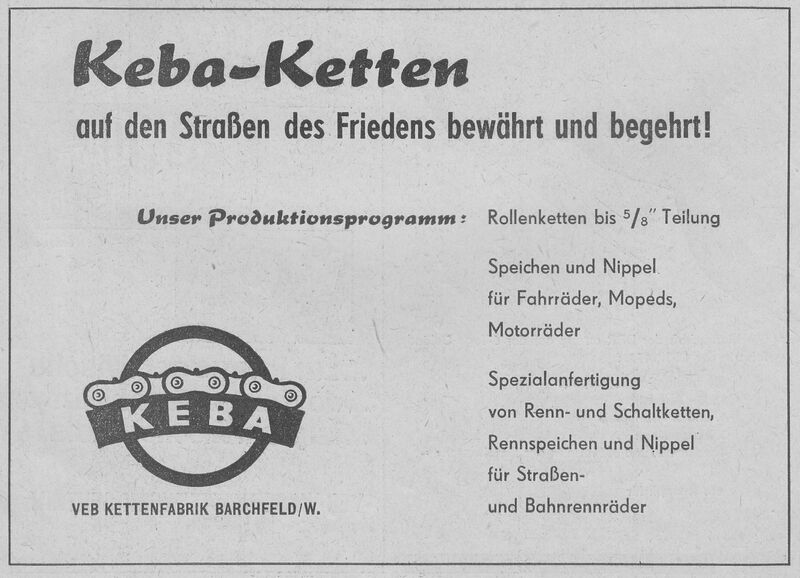 Keba-Ketten
auf den Straßen des Friedens bewährt und begehrt!
Unser Produktionsprogramm:
Rollenketten bis 5/8″ Teilung
Speichen und Nippel
für Fahrräder, Mopeds,
Motorräder
Spezialanfertigung
von Renn- und Schaltketten,
Rennspeichen und Nippel
für Straßen-
und Bahnrennräder
KEBA
VEB KETTENFABRIK BARCHFELD/W.